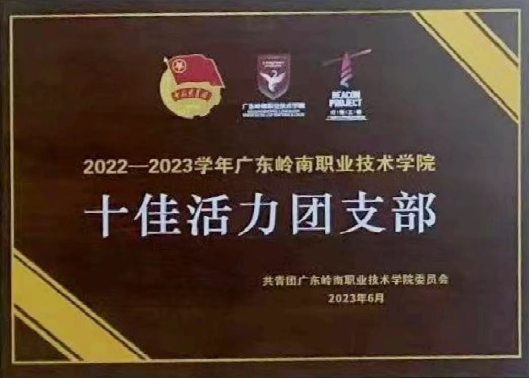 广东岭南职业技术学院
BEACON
PROJECT
2022—2023学年广东岭南职业技术学院
十佳活力团支部
共青团广东岭南职业技术学院委员会
2023年6月